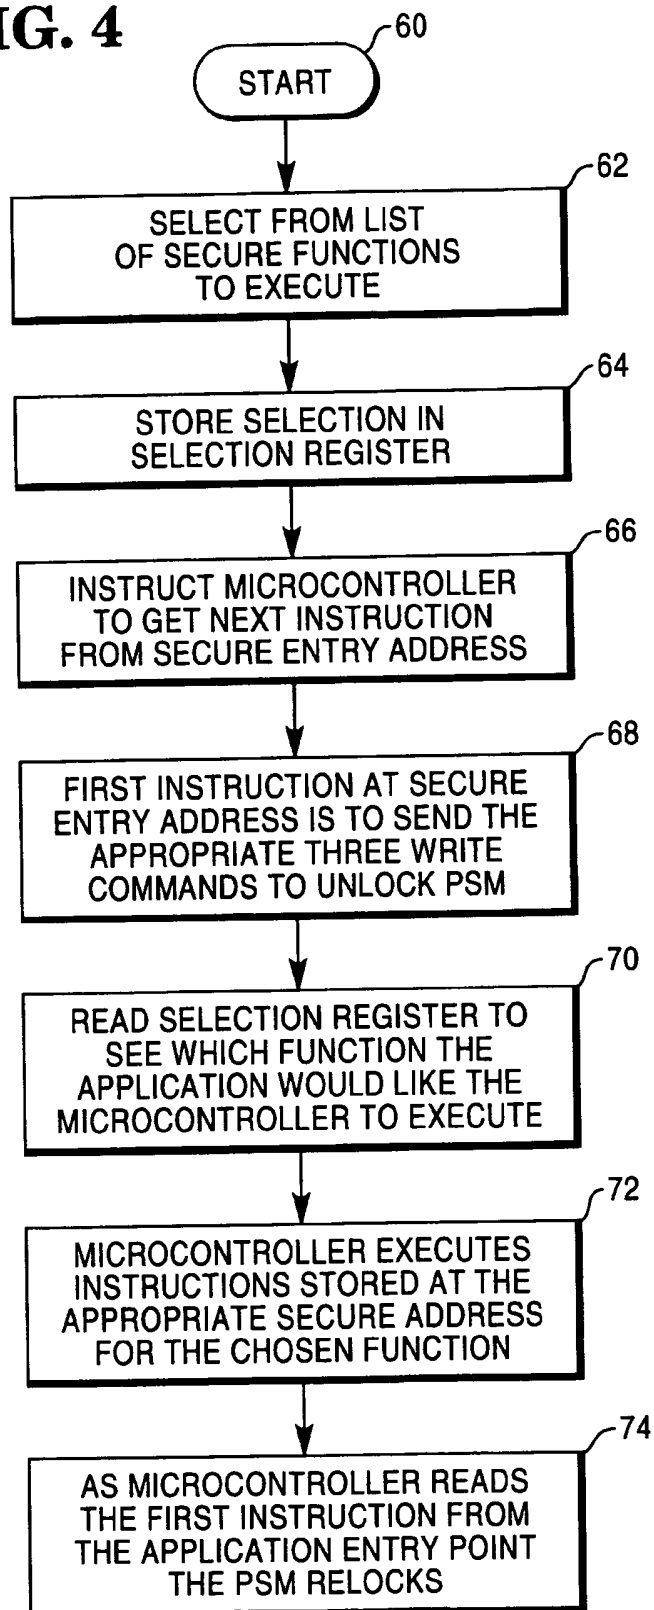 IG. 4
60
START
62
SELECT FROM LIST
OF SECURE FUNCTIONS
TO EXECUTE
64
STORE SELECTION IN
SELECTION REGISTER
66
INSTRUCT MICROCONTROLLER
TO GET NEXT INSTRUCTION
FROM SECURE ENTRY ADDRESS
68
FIRST INSTRUCTION AT SECURE
ENTRY ADDRESS IS TO SEND THE
APPROPRIATE THREE WRITE
COMMANDS TO UNLOCK PSM
70
READ SELECTION REGISTER TO
SEE WHICH FUNCTION THE
APPLICATION WOULD LIKE THE
MICROCONTROLLER TO EXECUTE
72
MICROCONTROLLER EXECUTES
INSTRUCTIONS STORED AT THE
APPROPRIATE SECURE ADDRESS
FOR THE CHOSEN FUNCTION
74
AS MICROCONTROLLER READS
THE FIRST INSTRUCTION FROM
THE APPLICATION ENTRY POINT
THE PSM RELOCKS